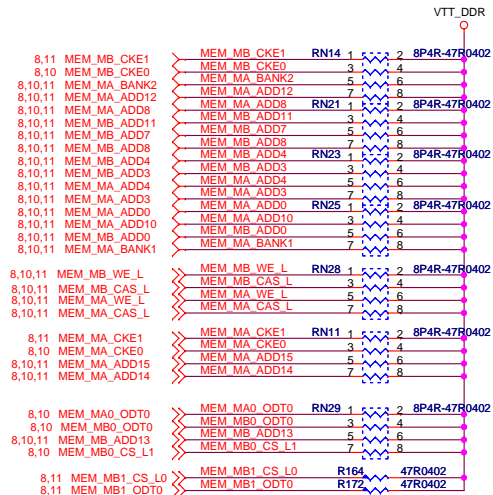 VTT_DDR
8,11 MEM_MB_CKE1 MEM_MB_CKE1 RN14 1 2 8P4R-47R0402
8,10 MEM_MB_CKE0 MEM_MB_CKE0 3 4
8,10,11 MEM_MA_BANK2 MEM_MA_BANK2 5 6
8,10,11 MEM_MA_ADD12 MEM_MA_ADD12 7 8
8,10,11 MEM_MA_ADD8 MEM_MA_ADD8 RN21 1 2 8P4R-47R0402
8,10,11 MEM_MB_ADD11 MEM_MB_ADD11 3 4
8,10,11 MEM_MB_ADD7 MEM_MB_ADD7 5 6
8,10,11 MEM_MB_ADD8 MEM_MB_ADD8 7 8
8,10,11 MEM_MB_ADD4 MEM_MB_ADD4 RN23 1 2 8P4R-47R0402
8,10,11 MEM_MB_ADD3 MEM_MB_ADD3 3 4
8,10,11 MEM_MA_ADD4 MEM_MA_ADD4 5 6
8,10,11 MEM_MA_ADD3 MEM_MA_ADD3 7 8
8,10,11 MEM_MA_ADD0 MEM_MA_ADD0 RN25 1 2 8P4R-47R0402
8,10,11 MEM_MA_ADD10 MEM_MA_ADD10 3 4
8,10,11 MEM_MB_ADD0 MEM_MB_ADD0 5 6
8,10,11 MEM_MA_BANK1 MEM_MA_BANK1 7 8
8,10,11 MEM_MB_WE_L MEM_MB_WE_L RN28 1 2 8P4R-47R0402
8,10,11 MEM_MB_CAS_L MEM_MB_CAS_L 3 4
8,10,11 MEM_MA_WE_L MEM_MA_WE_L 5 6
8,10,11 MEM_MA_CAS_L MEM_MA_CAS_L 7 8
8,11 MEM_MA_CKE1 MEM_MA_CKE1 RN11 1 2 8P4R-47R0402
8,10 MEM_MA_CKE0 MEM_MA_CKE0 3 4
8,10,11 MEM_MA_ADD15 MEM_MA_ADD15 5 6
8,10,11 MEM_MA_ADD14 MEM_MA_ADD14 7 8
8,10 MEM_MA0_ODT0 MEM_MA0_ODT0 RN29 1 2 8P4R-47R0402
8,10 MEM_MB0_ODT0 MEM_MB0_ODT0 3 4
8,10,11 MEM_MB_ADD13 MEM_MB_ADD13 5 6
8,10 MEM_MB0_CS_L1 MEM_MB0_CS_L1 7 8
8,11 MEM_MB1_CS_L0 MEM_MB1_CS_L0 R164 47R0402
8,11 MEM_MB1_ODT0 MEM_MB1_ODT0 R172 47R0402